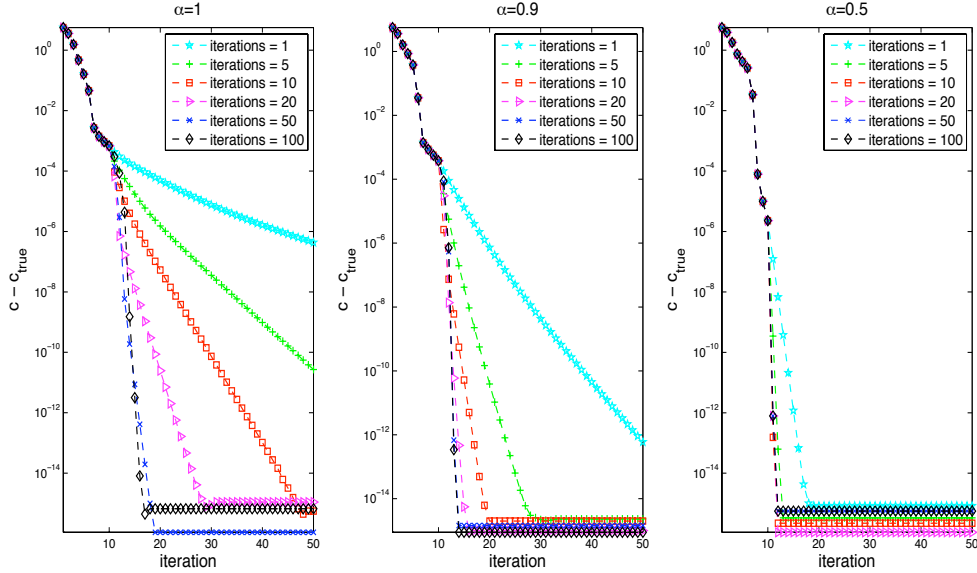 α=1
α=0.9
α=0.5
iterations = 1
iterations = 5
iterations = 10
iterations = 20
iterations = 50
iterations = 100
iterations = 1
iterations = 5
iterations = 10
iterations = 20
iterations = 50
iterations = 100
iterations = 1
iterations = 5
iterations = 10
iterations = 20
iterations = 50
iterations = 100
c − c_true
10^0
10^−2
10^−4
10^−6
10^−8
10^−10
10^−12
10^−14
10 20 30 40 50
iteration
c − c_true
10^0
10^−2
10^−4
10^−6
10^−8
10^−10
10^−12
10^−14
10 20 30 40 50
iteration
c − c_true
10^0
10^−2
10^−4
10^−6
10^−8
10^−10
10^−12
10^−14
10 20 30 40 50
iteration